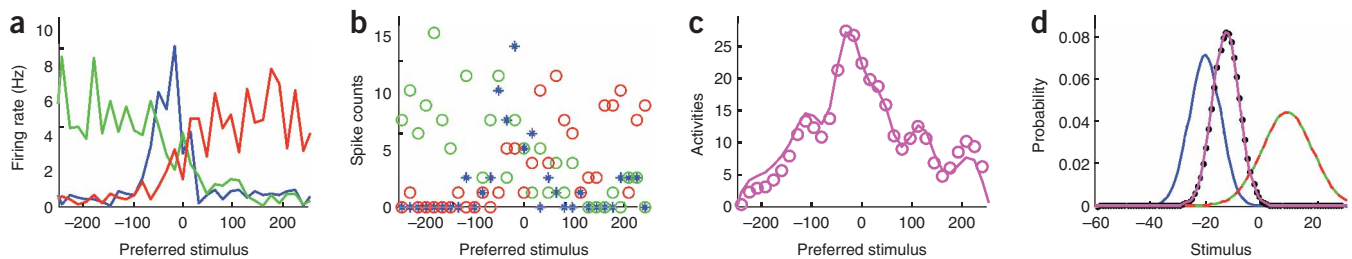 a
10
8
6
4
2
0
Firing rate (Hz)
−200 −100 0 100 200
Preferred stimulus
b
15
10
5
0
Spike counts
−200 −100 0 100 200
Preferred stimulus
c
25
20
15
10
5
0
Activities
−200 −100 0 100 200
Preferred stimulus
d
0.08
0.06
0.04
0.02
0
Probability
−60 −40 −20 0 20
Stimulus